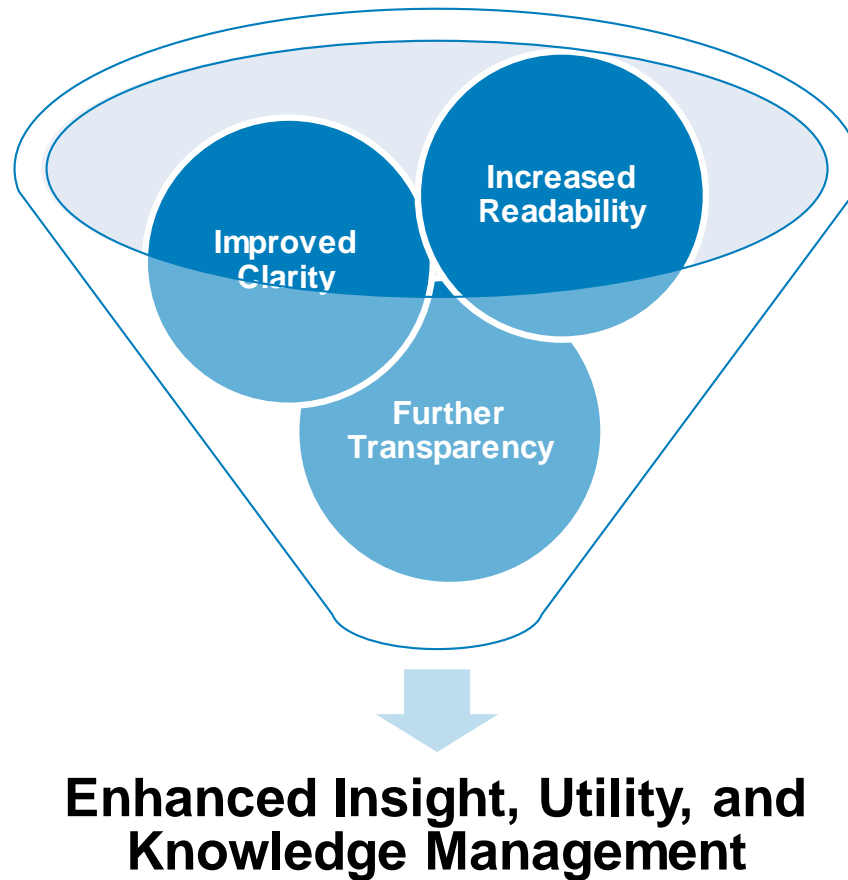 Increased
Readability
Improved
Clarity
Further
Transparency
Enhanced Insight, Utility, and
Knowledge Management